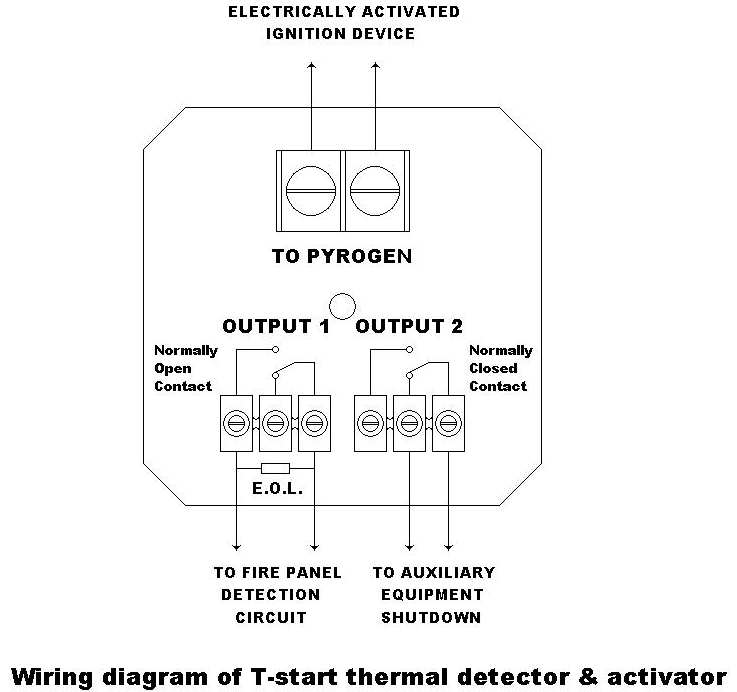 ELECTRICALLY ACTIVATED
IGNITION DEVICE
TO PYROGEN
OUTPUT 1
OUTPUT 2
Normally
Open
Contact
Normally
Closed
Contact
E.O.L.
TO FIRE PANEL
DETECTION
CIRCUIT
TO AUXILIARY
EQUIPMENT
SHUTDOWN
Wiring diagram of T-start thermal detector & activator